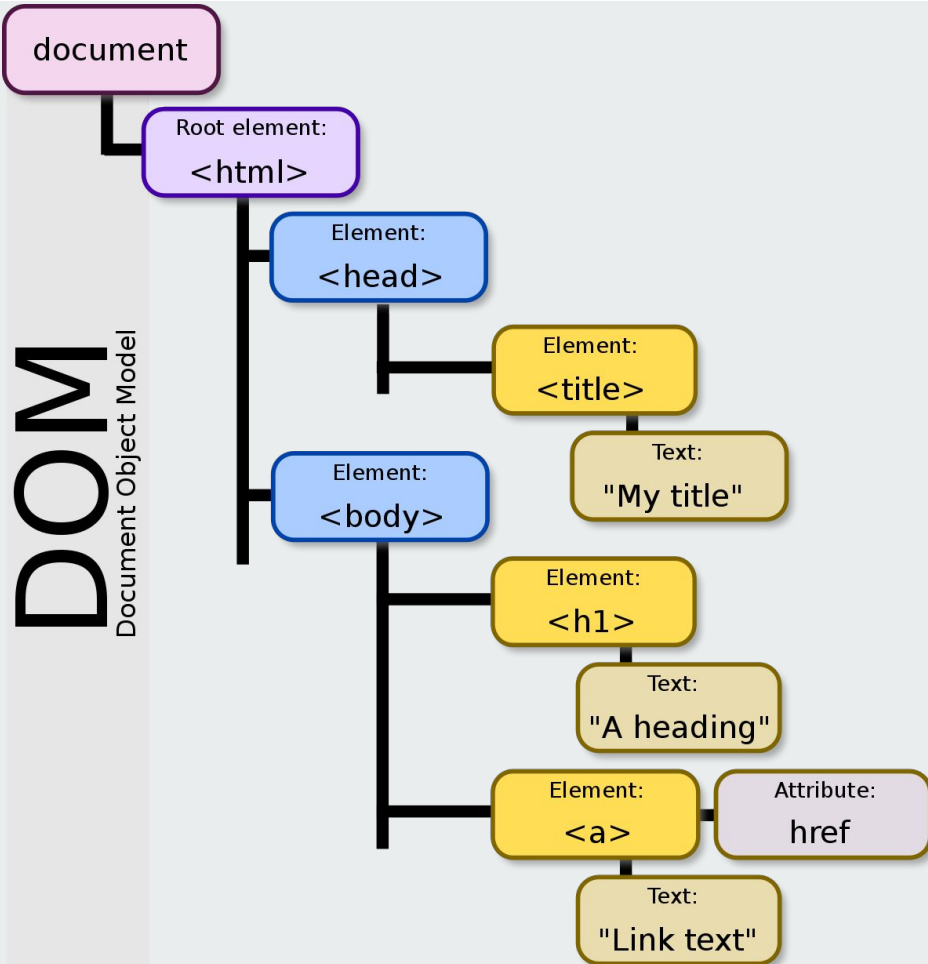 document
Root element:
<html>
Element:
<head>
Element:
<title>
Text:
"My title"
Element:
<body>
Element:
<h1>
Text:
"A heading"
Element:
<a>
Attribute:
href
Text:
"Link text"
DOM
Document Object Model